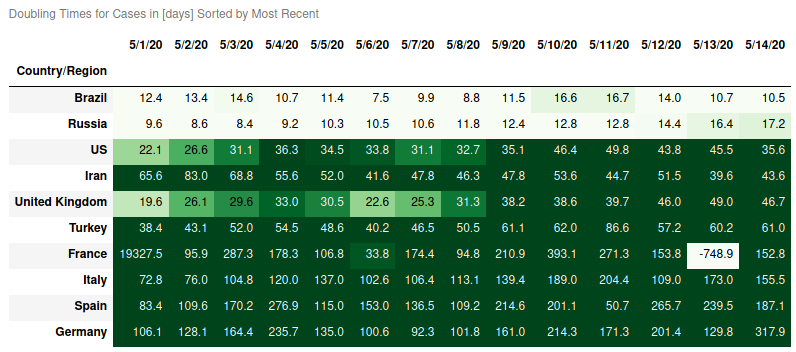 Doubling Times for Cases in [days] Sorted by Most Recent
5/1/20 5/2/20 5/3/20 5/4/20 5/5/20 5/6/20 5/7/20 5/8/20 5/9/20 5/10/20 5/11/20 5/12/20 5/13/20 5/14/20
Country/Region
Brazil 12.4 13.4 14.6 10.7 11.4 7.5 9.9 8.8 11.5 16.6 16.7 14.0 10.7 10.5
Russia 9.6 8.6 8.4 9.2 10.3 10.5 10.6 11.8 12.4 12.8 12.8 14.4 16.4 17.2
US 22.1 26.6 31.1 36.3 34.5 33.8 31.1 32.7 35.1 46.4 49.8 43.8 45.5 35.6
Iran 65.6 83.0 68.8 55.6 52.0 41.6 47.8 46.3 47.8 53.6 44.7 51.5 39.6 43.6
United Kingdom 19.6 26.1 29.6 33.0 30.5 22.6 25.3 31.3 38.2 38.6 39.7 46.0 49.0 46.7
Turkey 38.4 43.1 52.0 54.5 48.6 40.2 46.5 50.5 61.1 62.0 86.6 57.2 60.2 61.0
France 19327.5 95.9 287.3 178.3 106.8 33.8 174.4 94.8 210.9 393.1 271.3 153.8 -748.9 152.8
Italy 72.8 76.0 104.8 120.0 137.0 102.6 106.4 113.1 139.4 189.0 204.4 109.0 173.0 155.5
Spain 83.4 109.6 170.2 276.9 115.0 153.0 136.5 109.2 214.6 201.1 50.7 265.7 239.5 187.1
Germany 106.1 128.1 164.4 235.7 135.0 100.6 92.3 101.8 161.0 214.3 171.3 201.4 129.8 317.9